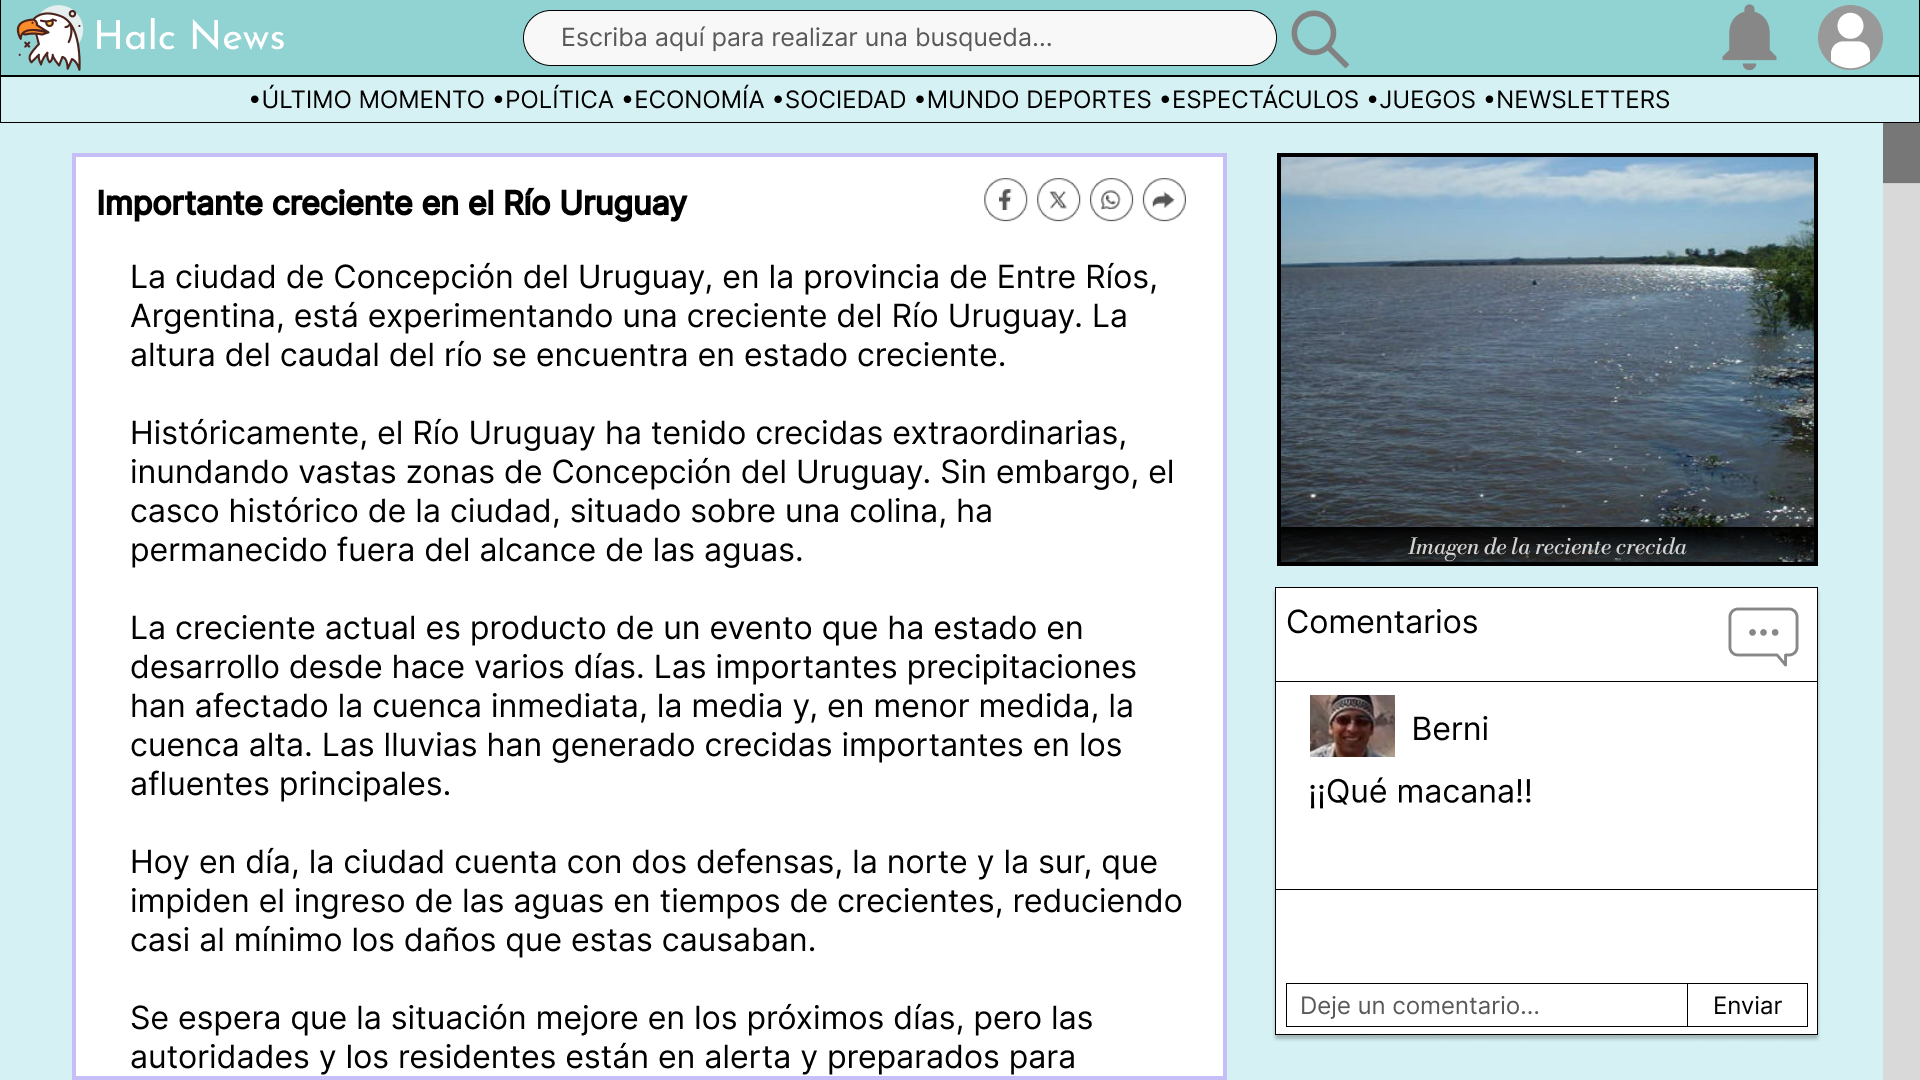 Halc News
Escriba aquí para realizar una busqueda...
•ÚLTIMO MOMENTO •POLÍTICA •ECONOMÍA •SOCIEDAD •MUNDO DEPORTES •ESPECTÁCULOS •JUEGOS •NEWSLETTERS
Importante creciente en el Río Uruguay
La ciudad de Concepción del Uruguay, en la provincia de Entre Ríos,
Argentina, está experimentando una creciente del Río Uruguay. La
altura del caudal del río se encuentra en estado creciente.
Históricamente, el Río Uruguay ha tenido crecidas extraordinarias,
inundando vastas zonas de Concepción del Uruguay. Sin embargo, el
casco histórico de la ciudad, situado sobre una colina, ha
permanecido fuera del alcance de las aguas.
La creciente actual es producto de un evento que ha estado en
desarrollo desde hace varios días. Las importantes precipitaciones
han afectado la cuenca inmediata, la media y, en menor medida, la
cuenca alta. Las lluvias han generado crecidas importantes en los
afluentes principales.
Hoy en día, la ciudad cuenta con dos defensas, la norte y la sur, que
impiden el ingreso de las aguas en tiempos de crecientes, reduciendo
casi al mínimo los daños que estas causaban.
Se espera que la situación mejore en los próximos días, pero las
autoridades y los residentes están en alerta y preparados para
Imagen de la reciente crecida
Comentarios
Berni
¡¡Qué macana!!
Deje un comentario...
Enviar